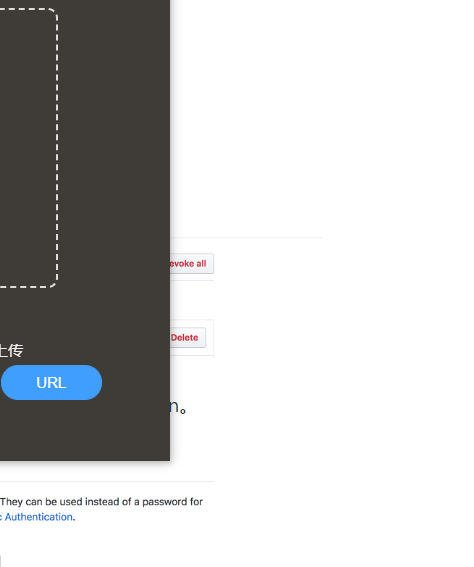 evoke all
Delete
上传
URL
n。
They can be used instead of a password for
c Authentication.